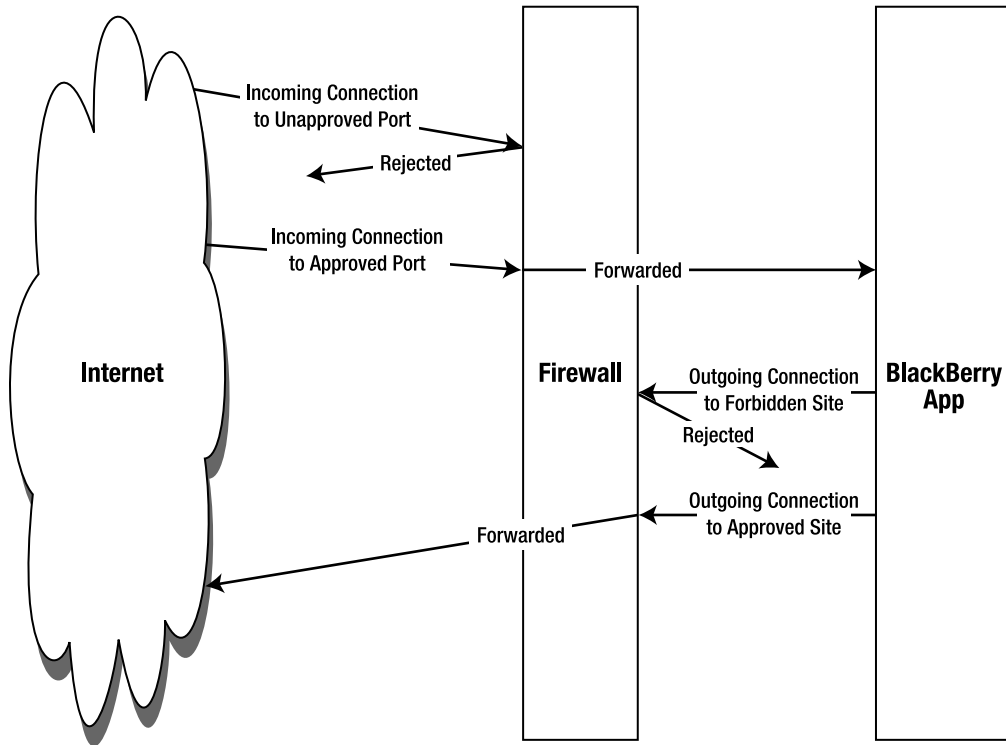 Incoming Connection
to Unapproved Port
Rejected
Incoming Connection
to Approved Port
Forwarded
Internet
Firewall
BlackBerry
App
Outgoing Connection
to Forbidden Site
Rejected
Outgoing Connection
to Approved Site
Forwarded